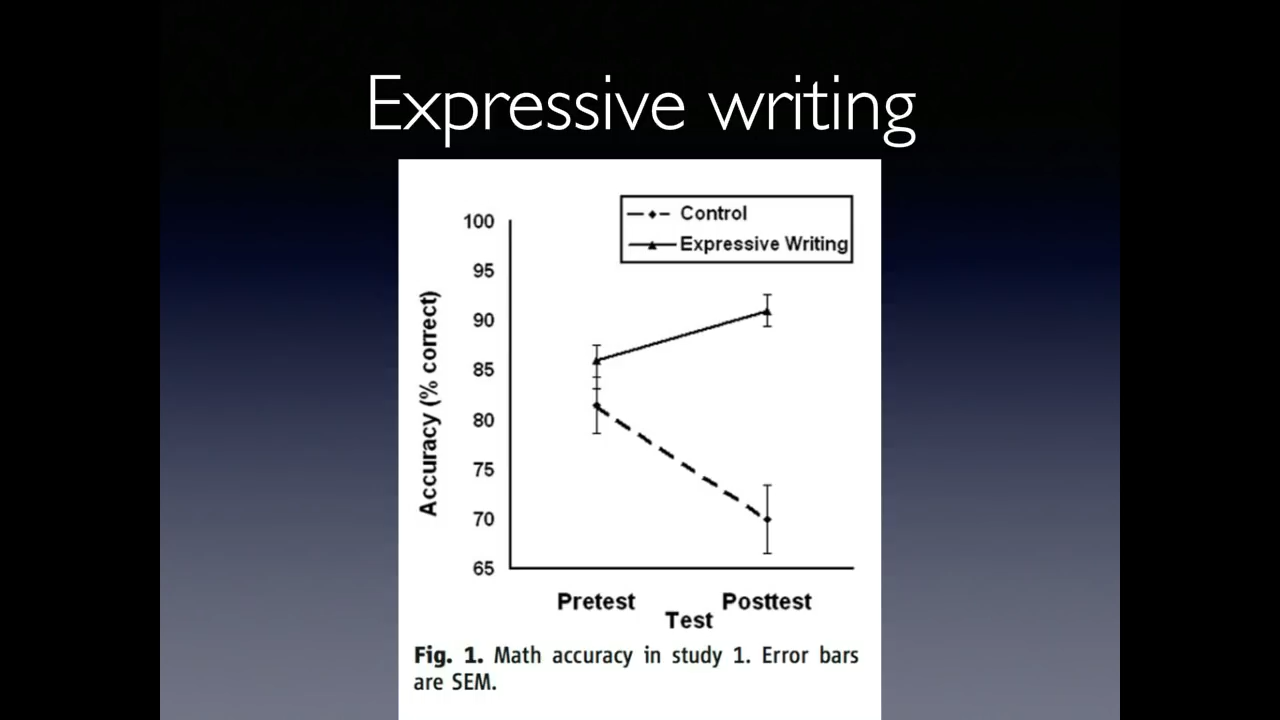 Expressive writing
Control
Expressive Writing
100
95
90
85
80
75
70
65
Accuracy (% correct)
Pretest
Posttest
Test
Fig. 1. Math accuracy in study 1. Error bars
are SEM.